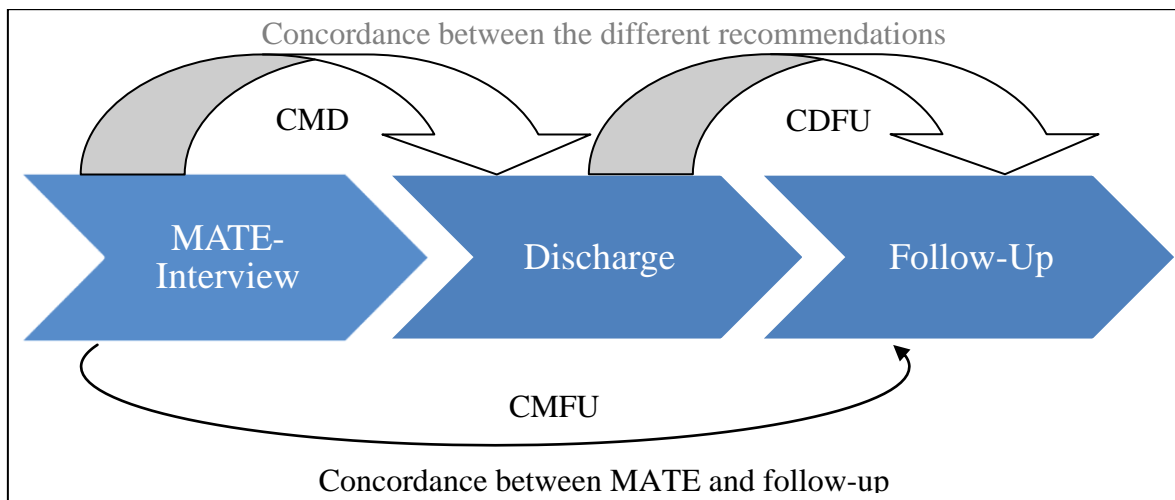 Concordance between the different recommendations
CMD
CDFU
MATE-
Interview
Discharge
Follow-Up
CMFU
Concordance between MATE and follow-up